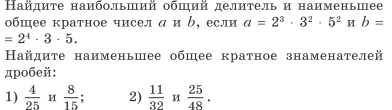 Найдите наибольший общий делитель и наименьшее
общее кратное чисел a и b, если a = 2³ · 3² · 5² и b =
= 2⁴ · 3 · 5.
Найдите наименьшее общее кратное знаменателей
дробей:
1) 4/25 и 8/15; 2) 11/32 и 25/48.